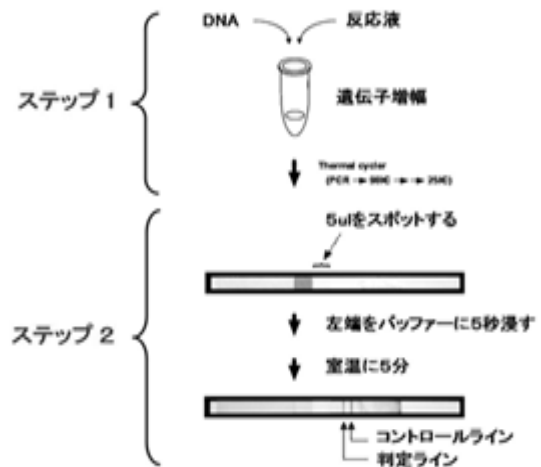 DNA 反応液
ステップ 1
遺伝子増幅
Thermal cycler
(PCR → → → 25℃)
5ulをスポットする
ステップ 2
左端をバッファーに5秒浸す
室温に5分
コントロールライン
判定ライン